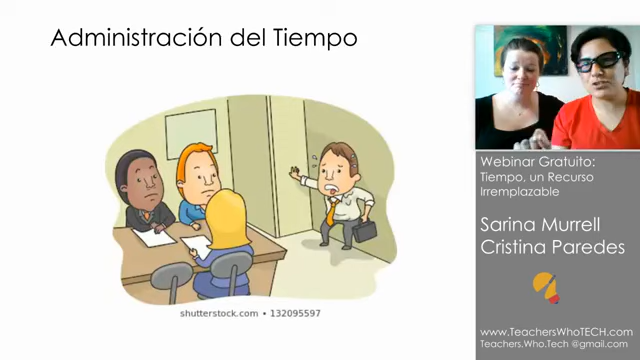 Administración del Tiempo
shutterstock.com • 132095597
Webinar Gratuito:
Tiempo, un Recurso
Irremplazable
Sarina Murrell
Cristina Paredes
www.TeachersWhoTECH.com
Teachers.Who.Tech @gmail.com